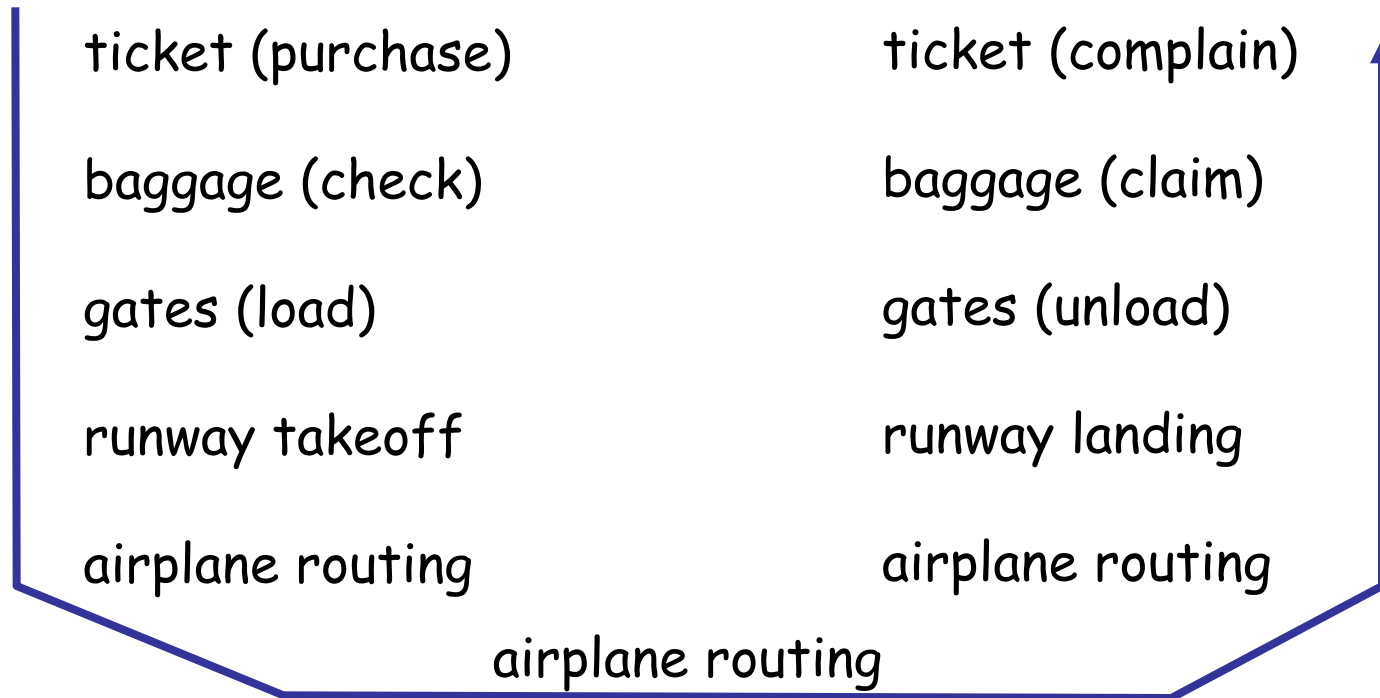 ticket (purchase)
baggage (check)
gates (load)
runway takeoff
airplane routing
airplane routing
ticket (complain)
baggage (claim)
gates (unload)
runway landing
airplane routing